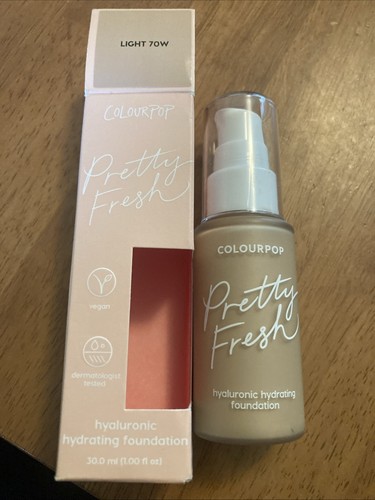 LIGHT 70W
COLOURPOP
Pretty
Fresh
vegan
dermatologist
tested
hyaluronic
hydrating foundation
30.0 ml (1.00 fl oz)
COLOURPOP
Pretty
Fresh
hyaluronic hydrating
foundation